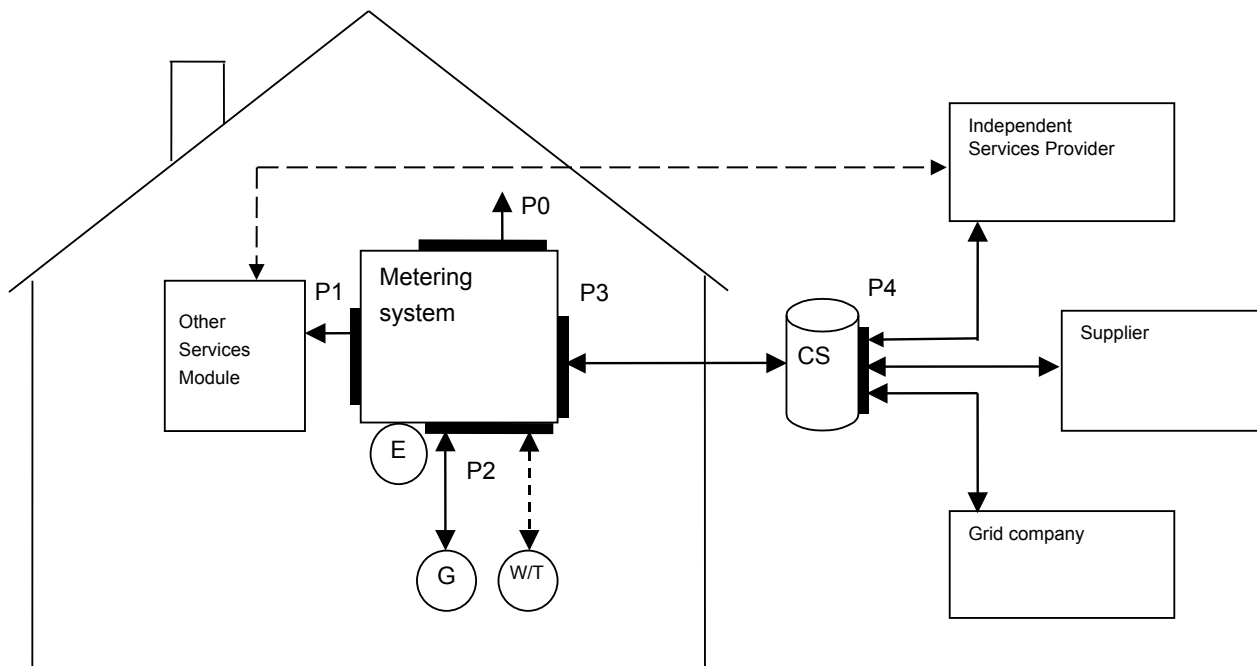 Independent
Services Provider
P0
Metering
system
P1
P3
P4
Other
Services
Module
CS
Supplier
E
P2
G
W/T
Grid company